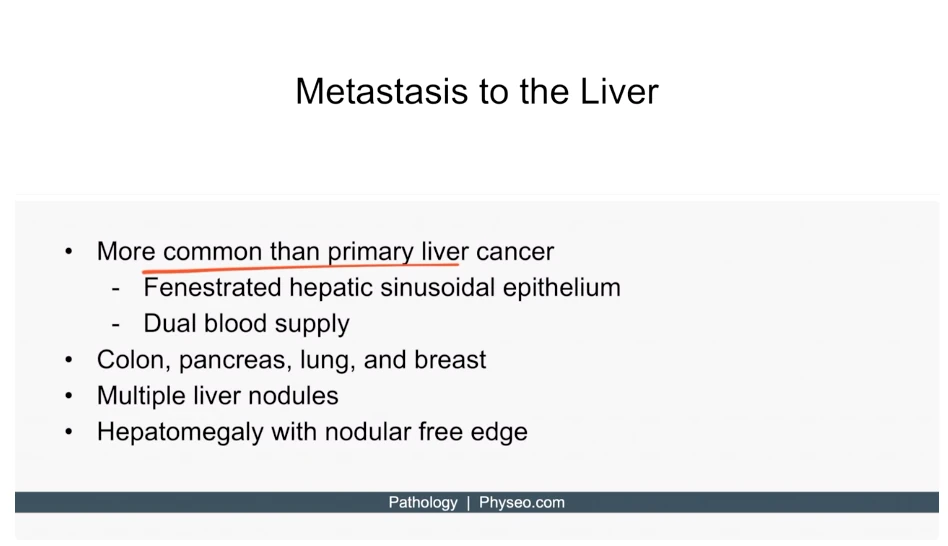 Metastasis to the Liver
• More common than primary liver cancer
- Fenestrated hepatic sinusoidal epithelium
- Dual blood supply
• Colon, pancreas, lung, and breast
• Multiple liver nodules
• Hepatomegaly with nodular free edge
Pathology | Physeo.com